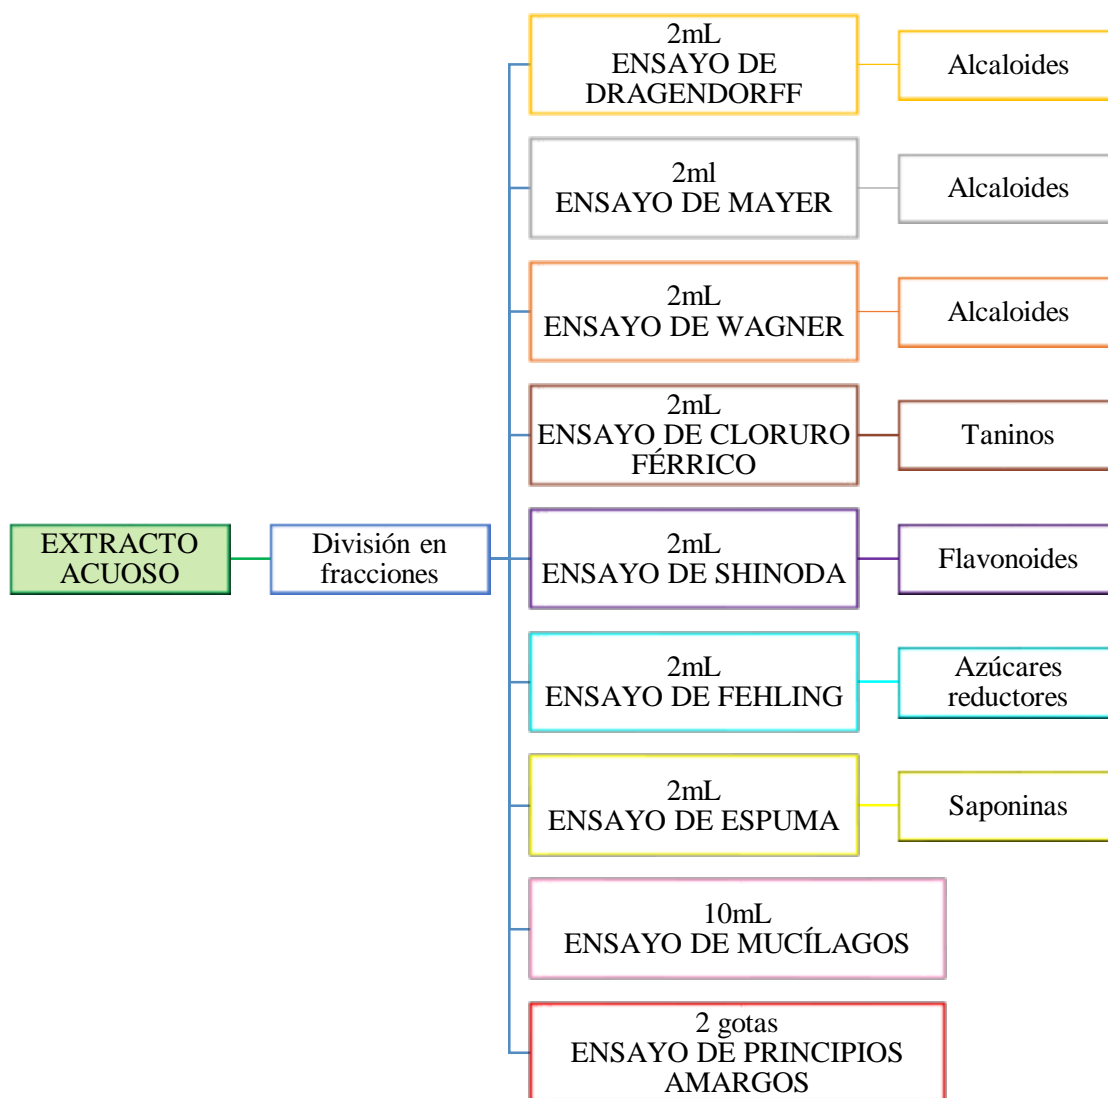 EXTRACTO
ACUOSO
División en
fracciones
2mL
ENSAYO DE
DRAGENDORFF
Alcaloides
2ml
ENSAYO DE MAYER
Alcaloides
2mL
ENSAYO DE WAGNER
Alcaloides
2mL
ENSAYO DE CLORURO
FÉRRICO
Taninos
2mL
ENSAYO DE SHINODA
Flavonoides
2mL
ENSAYO DE FEHLING
Azúcares
reductores
2mL
ENSAYO DE ESPUMA
Saponinas
10mL
ENSAYO DE MUCÍLAGOS
2 gotas
ENSAYO DE PRINCIPIOS
AMARGOS